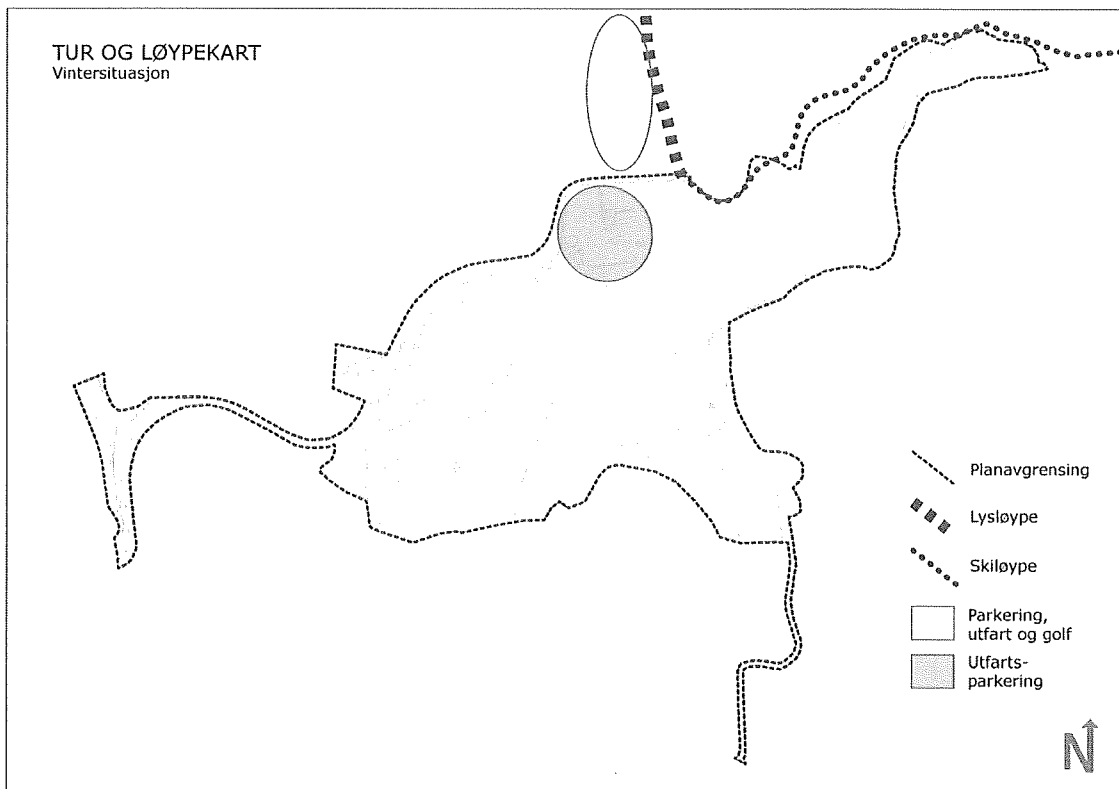 TUR OG LØYPEKART
Vintersituasjon
Planavgrensing
Lysløype
Skiløype
Parkering,
utfart og golf
Utfarts-
parkering
N